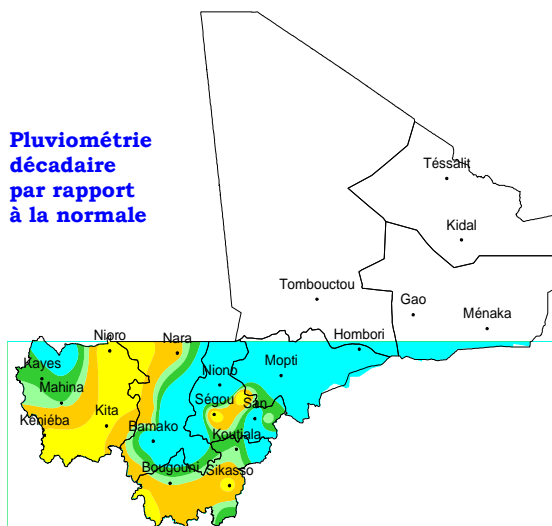 Pluviométrie
décadaire
par rapport
à la normale
Téssalit
Kidal
Tombouctou
Gao
Ménaka
Hombori
Nioro
Nara
Kayes
Mopti
Niono
Mahina
Ségou
San
Kéniéba
Kita
Bamako
Koutiala
Bougouni
Sikasso